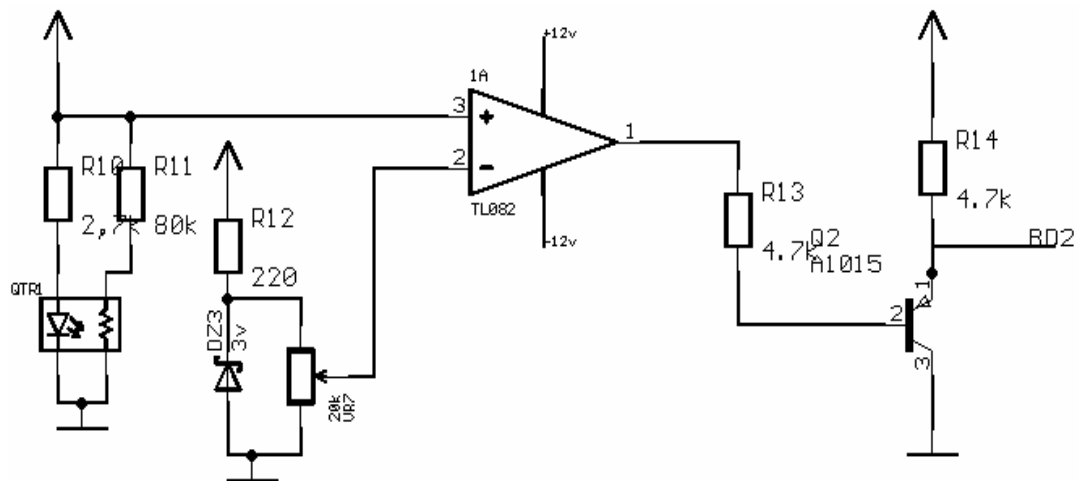 +12v
1A
3
+
1
R14
R10
R11
2
-
R13
2,7k
80k
R12
TL082
4.7k
4.7k
Q2
-12v
RD2
220
A1015
QTR1
1
DZ3
3v
2
3
20k
VR7